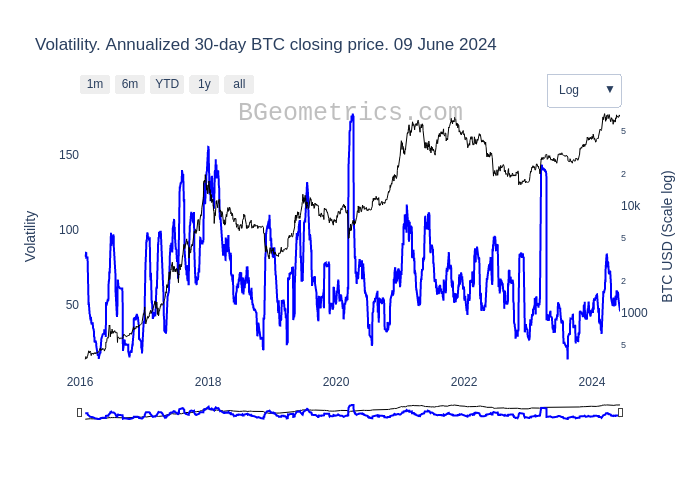 Volatility. Annualized 30-day BTC closing price. 09 June 2024
1m 6m YTD 1y all
Log ▼
BGeometrics.com
150
100
50
Volatility
5
2
10k
5
2
1000
5
BTC USD (Scale log)
2016 2018 2020 2022 2024